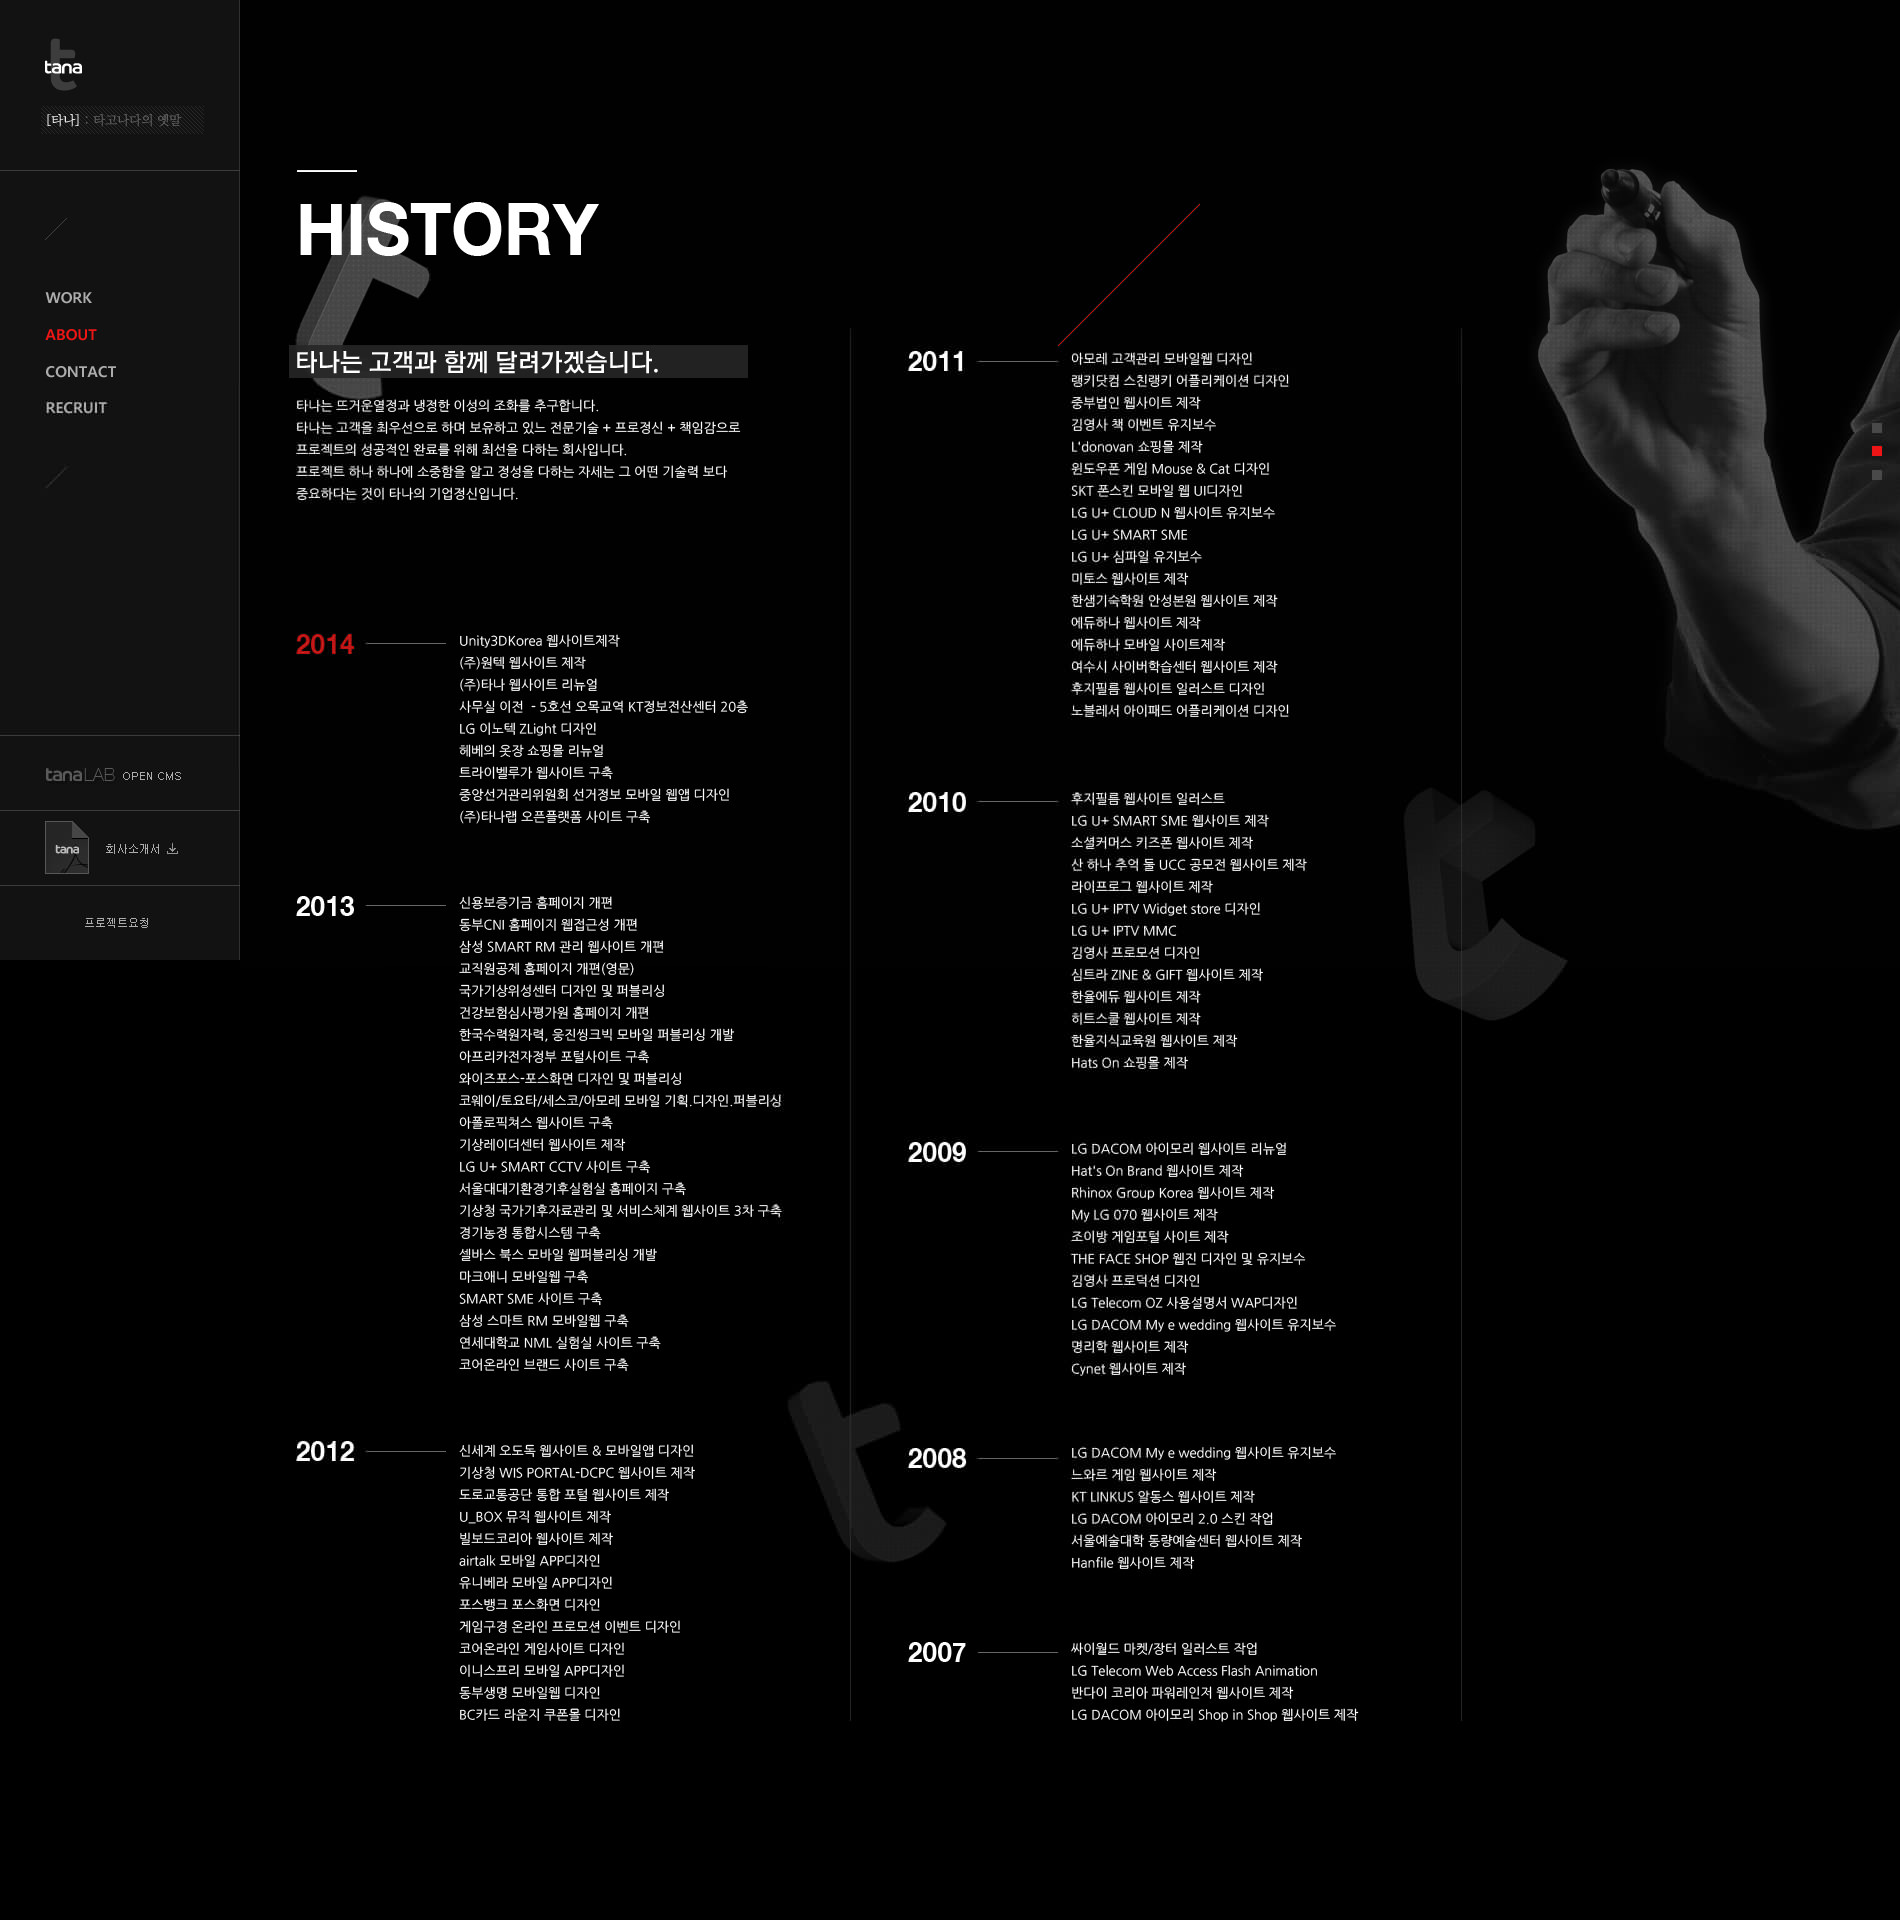 tana
[타나] : 타고나다의 옛말
WORK
ABOUT
CONTACT
RECRUIT
tanaLAB OPEN CMS
tana
회사소개서
프로젝트요청
HISTORY
타나는 고객과 함께 달려가겠습니다.
타나는 뜨거운열정과 냉정한 이성의 조화를 추구합니다.
타나는 고객을 최우선으로 하며 보유하고 있느 전문기술 + 프로정신 + 책임감으로
프로젝트의 성공적인 완료를 위해 최선을 다하는 회사입니다.
프로젝트 하나 하나에 소중함을 알고 정성을 다하는 자세는 그 어떤 기술력 보다
중요하다는 것이 타나의 기업정신입니다.
2014
Unity3DKorea 웹사이트제작
(주)원텍 웹사이트 제작
(주)타나 웹사이트 리뉴얼
사무실 이전 - 5호선 오목교역 KT정보전산센터 20층
LG 이노텍 ZLight 디자인
헤베의 옷장 쇼핑몰 리뉴얼
트라이벨루가 웹사이트 구축
중앙선거관리위원회 선거정보 모바일 웹앱 디자인
(주)타나랩 오픈플랫폼 사이트 구축
2013
신용보증기금 홈페이지 개편
동부CNI 홈페이지 웹접근성 개편
삼성 SMART RM 관리 웹사이트 개편
교직원공제 홈페이지 개편(영문)
국가기상위성센터 디자인 및 퍼블리싱
건강보험심사평가원 홈페이지 개편
한국수력원자력, 웅진씽크빅 모바일 퍼블리싱 개발
아프리카전자정부 포털사이트 구축
와이즈포스-포스화면 디자인 및 퍼블리싱
코웨이/토요타/세스코/아모레 모바일 기획.디자인.퍼블리싱
아폴로픽쳐스 웹사이트 구축
기상레이더센터 웹사이트 제작
LG U+ SMART CCTV 사이트 구축
서울대대기환경기후실험실 홈페이지 구축
기상청 국가기후자료관리 및 서비스체계 웹사이트 3차 구축
경기농정 통합시스템 구축
셀바스 북스 모바일 웹퍼블리싱 개발
마크애니 모바일웹 구축
SMART SME 사이트 구축
삼성 스마트 RM 모바일웹 구축
연세대학교 NML 실험실 사이트 구축
코어온라인 브랜드 사이트 구축
2012
신세계 오도독 웹사이트 & 모바일앱 디자인
기상청 WIS PORTAL-DCPC 웹사이트 제작
도로교통공단 통합 포털 웹사이트 제작
U_BOX 뮤직 웹사이트 제작
빌보드코리아 웹사이트 제작
airtalk 모바일 APP디자인
유니베라 모바일 APP디자인
포스뱅크 포스화면 디자인
게임구경 온라인 프로모션 이벤트 디자인
코어온라인 게임사이트 디자인
이니스프리 모바일 APP디자인
동부생명 모바일웹 디자인
BC카드 라운지 쿠폰몰 디자인
2011
아모레 고객관리 모바일웹 디자인
랭키닷컴 스친랭키 어플리케이션 디자인
중부법인 웹사이트 제작
김영사 책 이벤트 유지보수
L'donovan 쇼핑몰 제작
윈도우폰 게임 Mouse & Cat 디자인
SKT 폰스킨 모바일 웹 UI디자인
LG U+ CLOUD N 웹사이트 유지보수
LG U+ SMART SME
LG U+ 심파일 유지보수
미토스 웹사이트 제작
한샘기숙학원 안성본원 웹사이트 제작
에듀하나 웹사이트 제작
에듀하나 모바일 사이트제작
여수시 사이버학습센터 웹사이트 제작
후지필름 웹사이트 일러스트 디자인
노블레서 아이패드 어플리케이션 디자인
2010
후지필름 웹사이트 일러스트
LG U+ SMART SME 웹사이트 제작
소셜커머스 키즈폰 웹사이트 제작
산 하나 추억 둘 UCC 공모전 웹사이트 제작
라이프로그 웹사이트 제작
LG U+ IPTV Widget store 디자인
LG U+ IPTV MMC
김영사 프로모션 디자인
심트라 ZINE & GIFT 웹사이트 제작
한율에듀 웹사이트 제작
히트스쿨 웹사이트 제작
한율지식교육원 웹사이트 제작
Hats On 쇼핑몰 제작
2009
LG DACOM 아이모리 웹사이트 리뉴얼
Hat's On Brand 웹사이트 제작
Rhinox Group Korea 웹사이트 제작
My LG 070 웹사이트 제작
조이방 게임포털 사이트 제작
THE FACE SHOP 웹진 디자인 및 유지보수
김영사 프로덕션 디자인
LG Telecom OZ 사용설명서 WAP디자인
LG DACOM My e wedding 웹사이트 유지보수
명리학 웹사이트 제작
Cynet 웹사이트 제작
2008
LG DACOM My e wedding 웹사이트 유지보수
느와르 게임 웹사이트 제작
KT LINKUS 알동스 웹사이트 제작
LG DACOM 아이모리 2.0 스킨 작업
서울예술대학 동량예술센터 웹사이트 제작
Hanfile 웹사이트 제작
2007
싸이월드 마켓/장터 일러스트 작업
LG Telecom Web Access Flash Animation
반다이 코리아 파워레인저 웹사이트 제작
LG DACOM 아이모리 Shop in Shop 웹사이트 제작